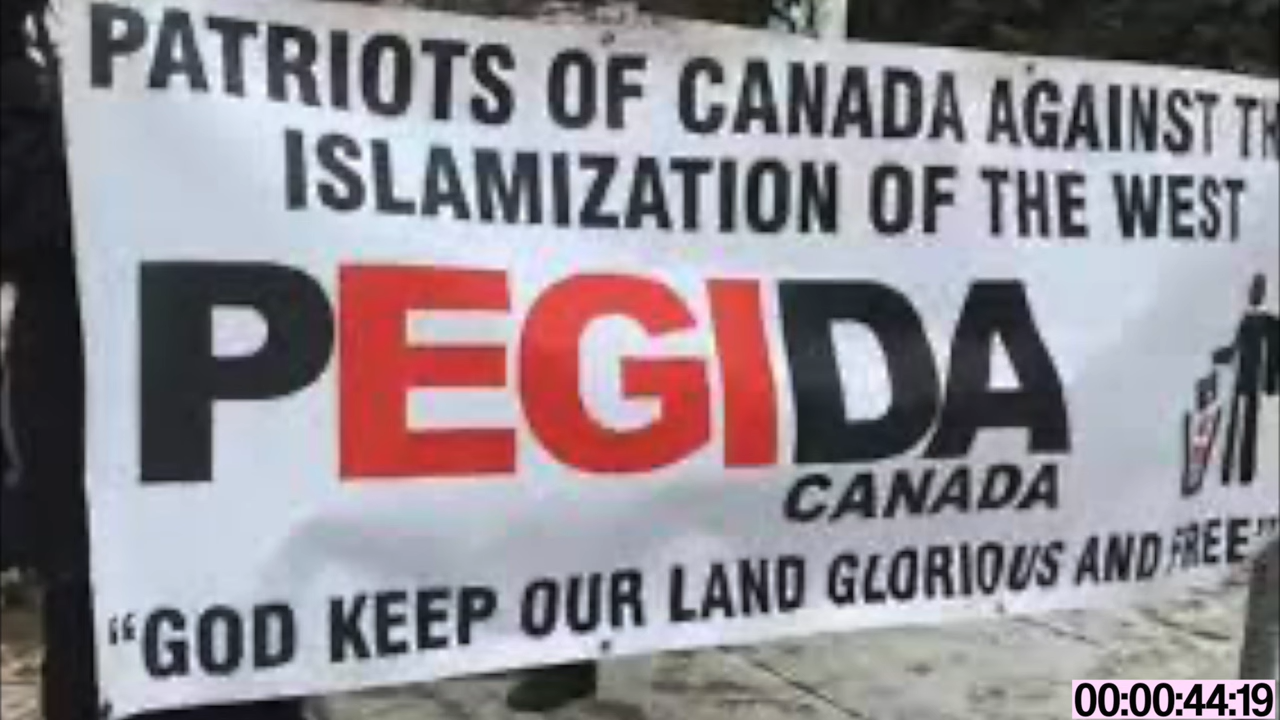 PATRIOTS OF CANADA AGAINST TH
ISLAMIZATION OF THE WEST
PEGIDA
CANADA
“GOD KEEP OUR LAND GLORIOUS AND FREE”
00:00:44:19